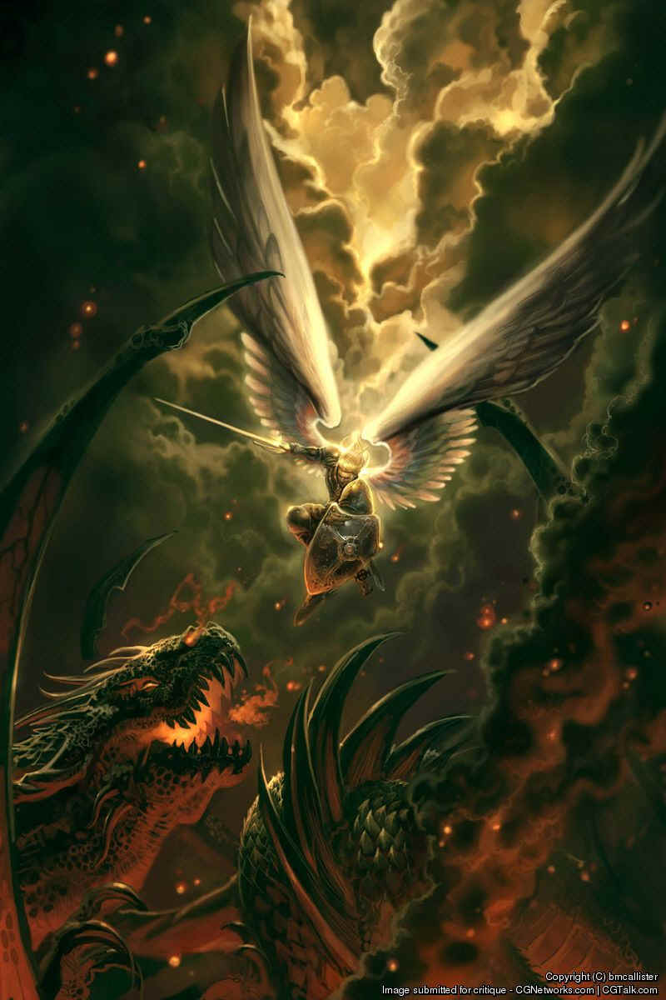 Copyright (C) bmcallister
Image submitted for critique - CGNetworks.com | CGTalk.com